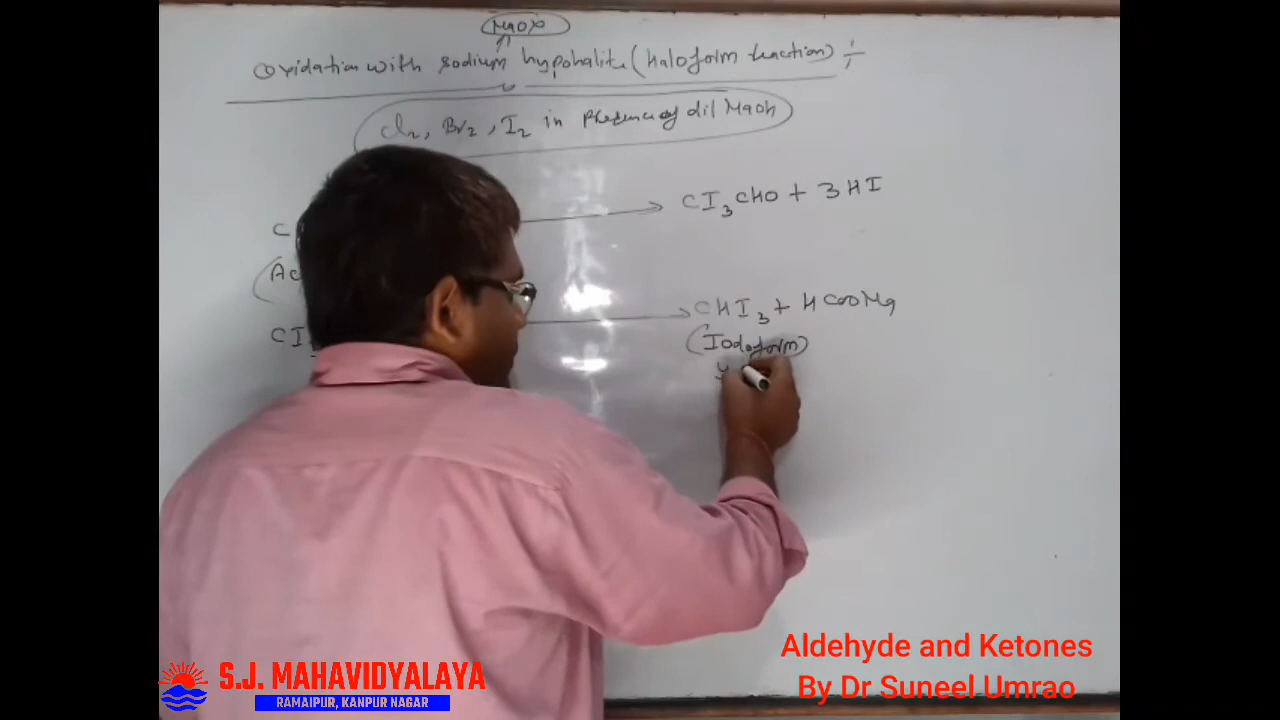 NaOX
Oxidation with sodium hypohalite (Haloform reaction) ÷
Cl2, Br2, I2 in presence of dil NaOH
C
CI3CHO + 3HI
(Ac
CI
CHI3 + HCOONa
(Iodoform)
Y
Aldehyde and Ketones
By Dr Suneel Umrao
S.J. MAHAVIDYALAYA
RAMAIPUR, KANPUR NAGAR